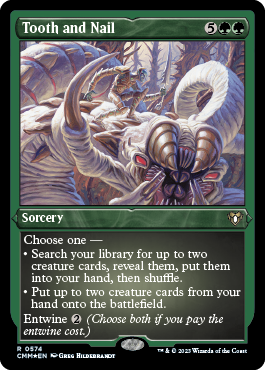 Tooth and Nail 5
Sorcery
Choose one —
• Search your library for up to two
creature cards, reveal them, put them
into your hand, then shuffle.
• Put up to two creature cards from your
hand onto the battlefield.
Entwine 2 (Choose both if you pay the
entwine cost.)
R 0574
CMM★EN Greg Hildebrandt
™ & © 2023 Wizards of the Coast